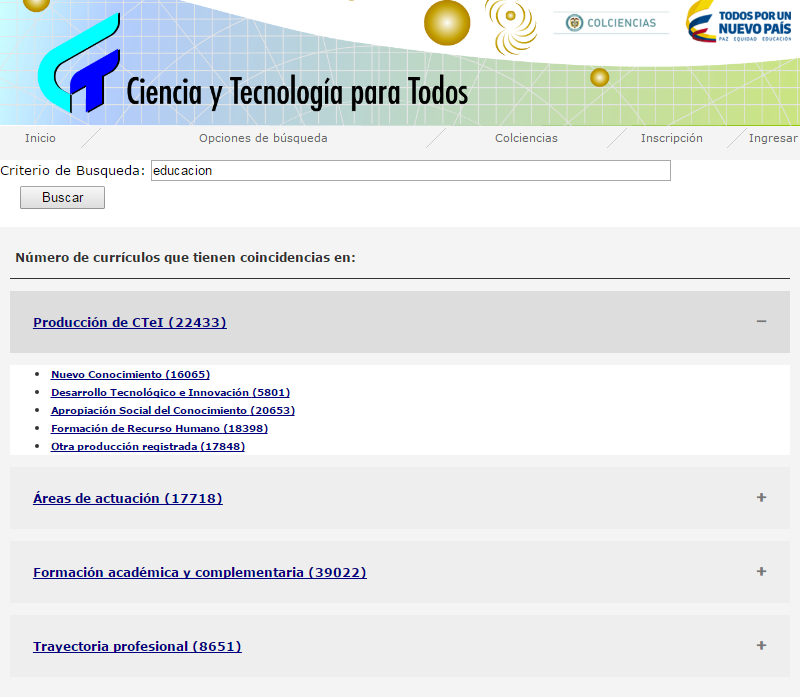 COLCIENCIAS
TODOS POR UN
NUEVO PAÍS
PAZ EQUIDAD EDUCACIÓN
Ciencia y Tecnología para Todos
Inicio
Opciones de búsqueda
Colciencias
Inscripción
Ingresar
Criterio de Busqueda: educacion
Buscar
Número de currículos que tienen coincidencias en:
Producción de CTeI (22433)
Nuevo Conocimiento (16065)
Desarrollo Tecnológico e Innovación (5801)
Apropiación Social del Conocimiento (20653)
Formación de Recurso Humano (18398)
Otra producción registrada (17848)
Áreas de actuación (17718)
Formación académica y complementaria (39022)
Trayectoria profesional (8651)